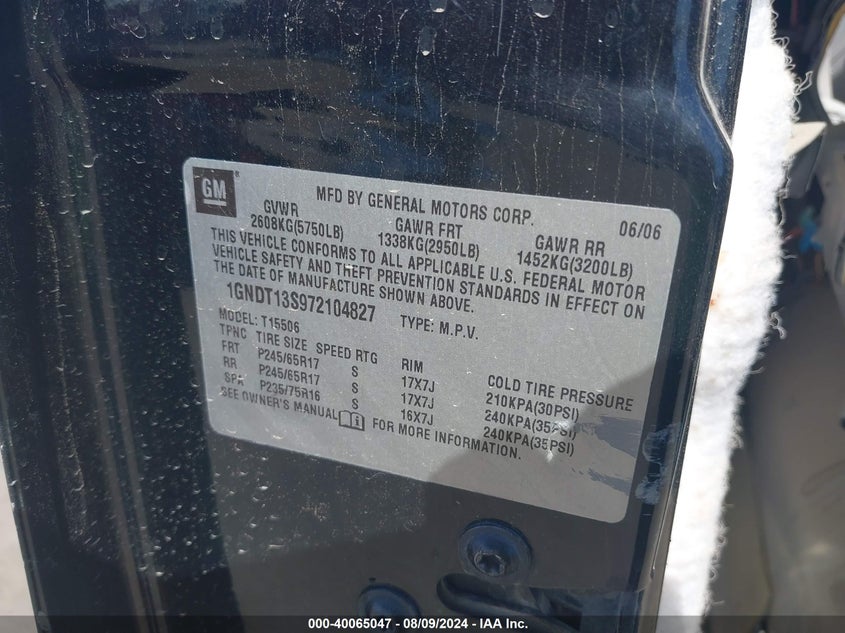 GM
MFD BY GENERAL MOTORS CORP. 06/06
GVWR GAWR FRT GAWR RR
2608KG(5750LB) 1338KG(2950LB) 1452KG(3200LB)
THIS VEHICLE CONFORMS TO ALL APPLICABLE U.S. FEDERAL MOTOR
VEHICLE SAFETY AND THEFT PREVENTION STANDARDS IN EFFECT ON
THE DATE OF MANUFACTURE SHOWN ABOVE.
1GNDT13S972104827 TYPE: M.P.V.
MODEL: T15506
TPNC TIRE SIZE SPEED RTG RIM COLD TIRE PRESSURE
FRT P245/65R17 S 17X7J 210KPA(30PSI)
RR P245/65R17 S 17X7J 240KPA(35PSI)
SPA P235/75R16 S 16X7J 240KPA(35PSI)
SEE OWNER'S MANUAL FOR MORE INFORMATION.
000-40065047 - 08/09/2024 - IAA Inc.